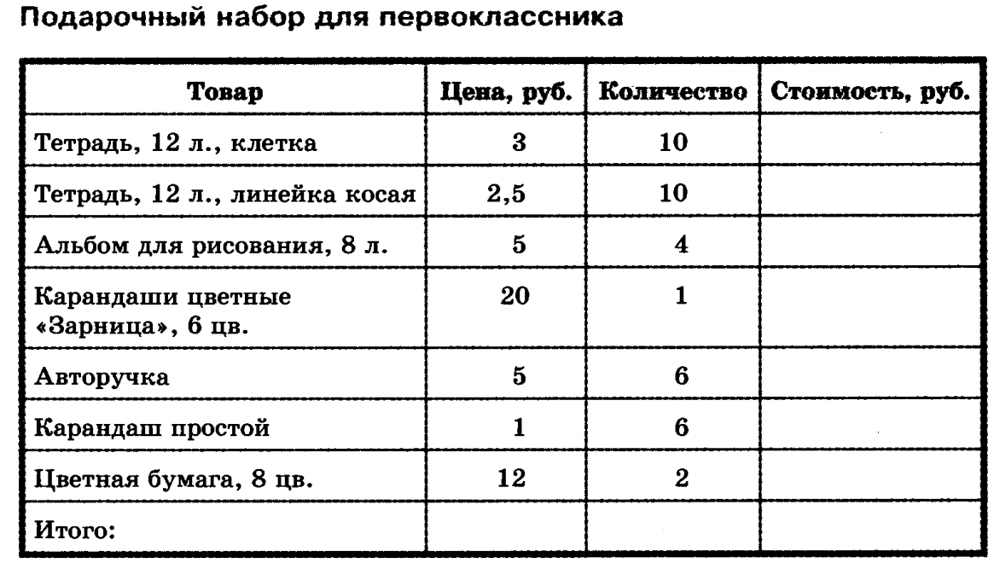 Подарочный набор для первоклассника
Товар Цена, руб. Количество Стоимость, руб.
Тетрадь, 12 л., клетка 3 10
Тетрадь, 12 л., линейка косая 2,5 10
Альбом для рисования, 8 л. 5 4
Карандаши цветные 20 1
«Зарница», 6 цв.
Авторучка 5 6
Карандаш простой 1 6
Цветная бумага, 8 цв. 12 2
Итого: